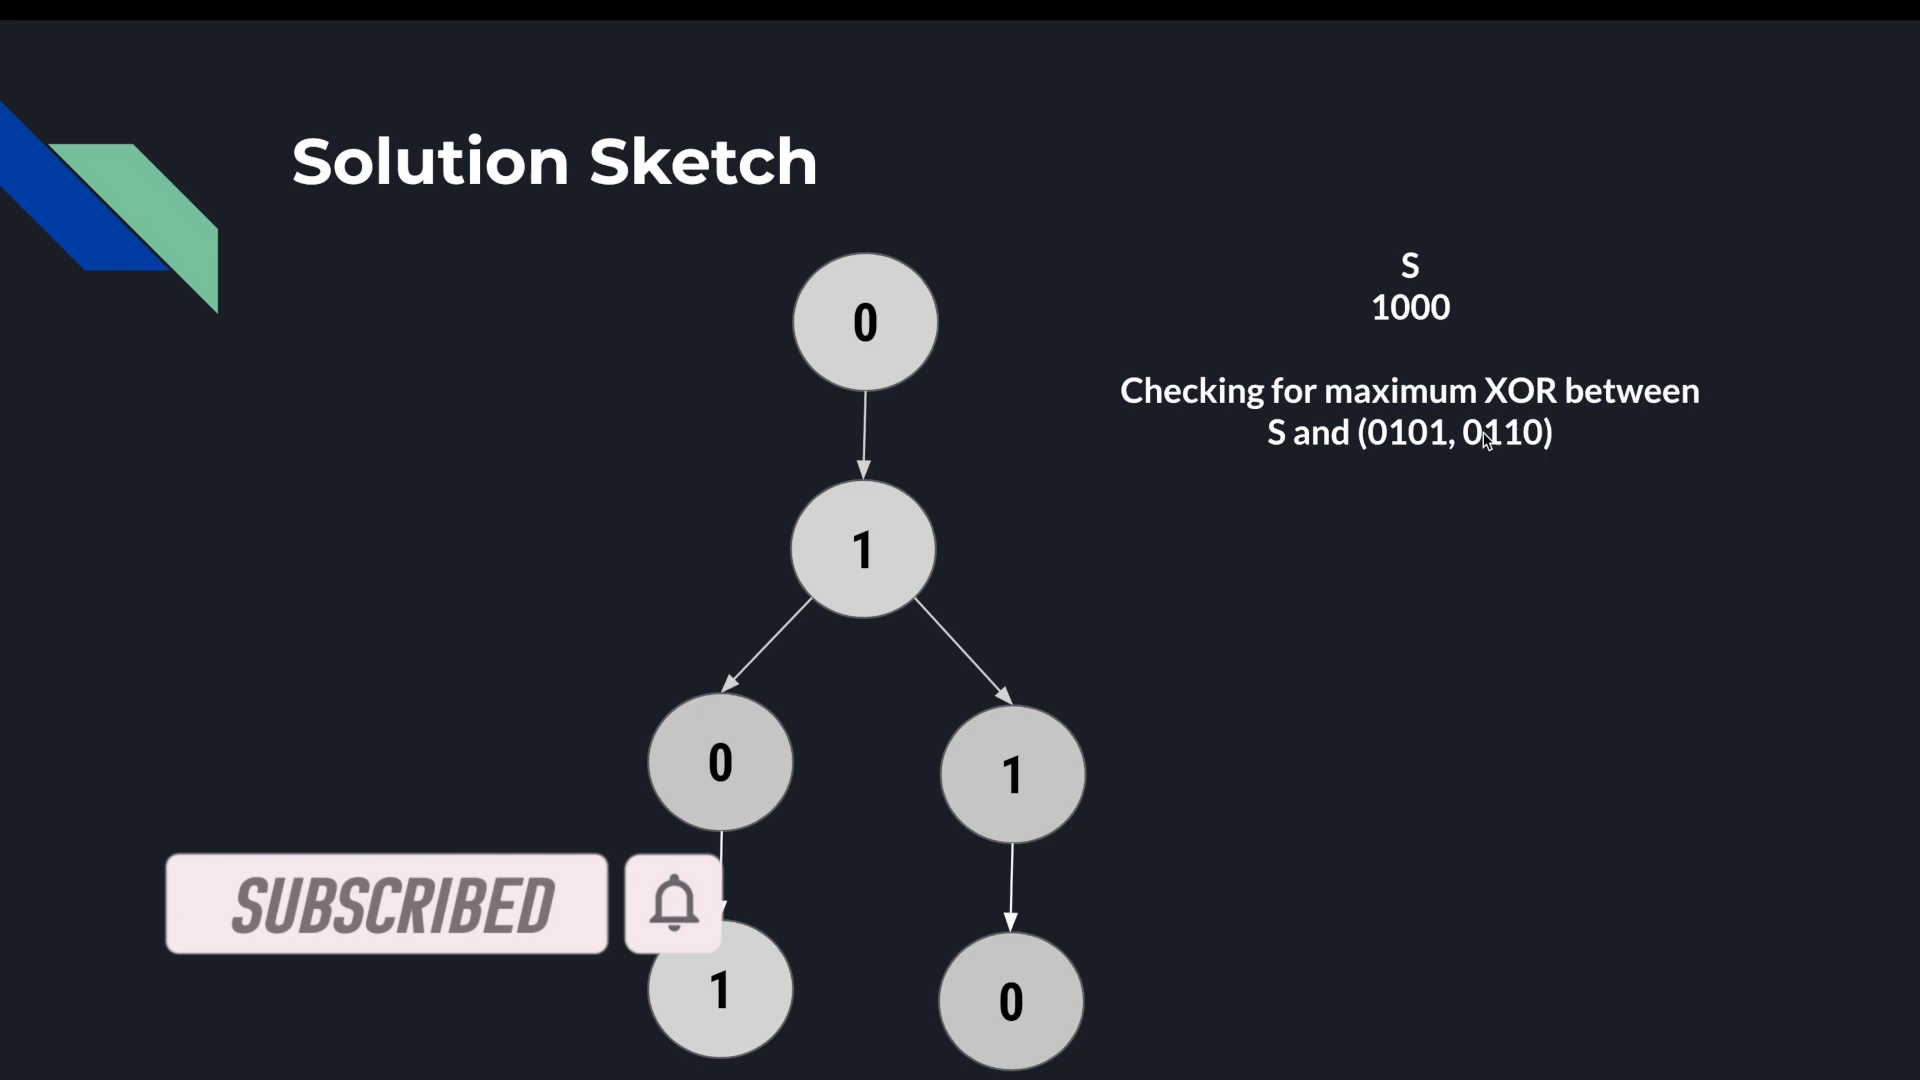 Solution Sketch
S
1000
Checking for maximum XOR between
S and (0101, 0110)
0
1
0
1
SUBSCRIBED
1
0